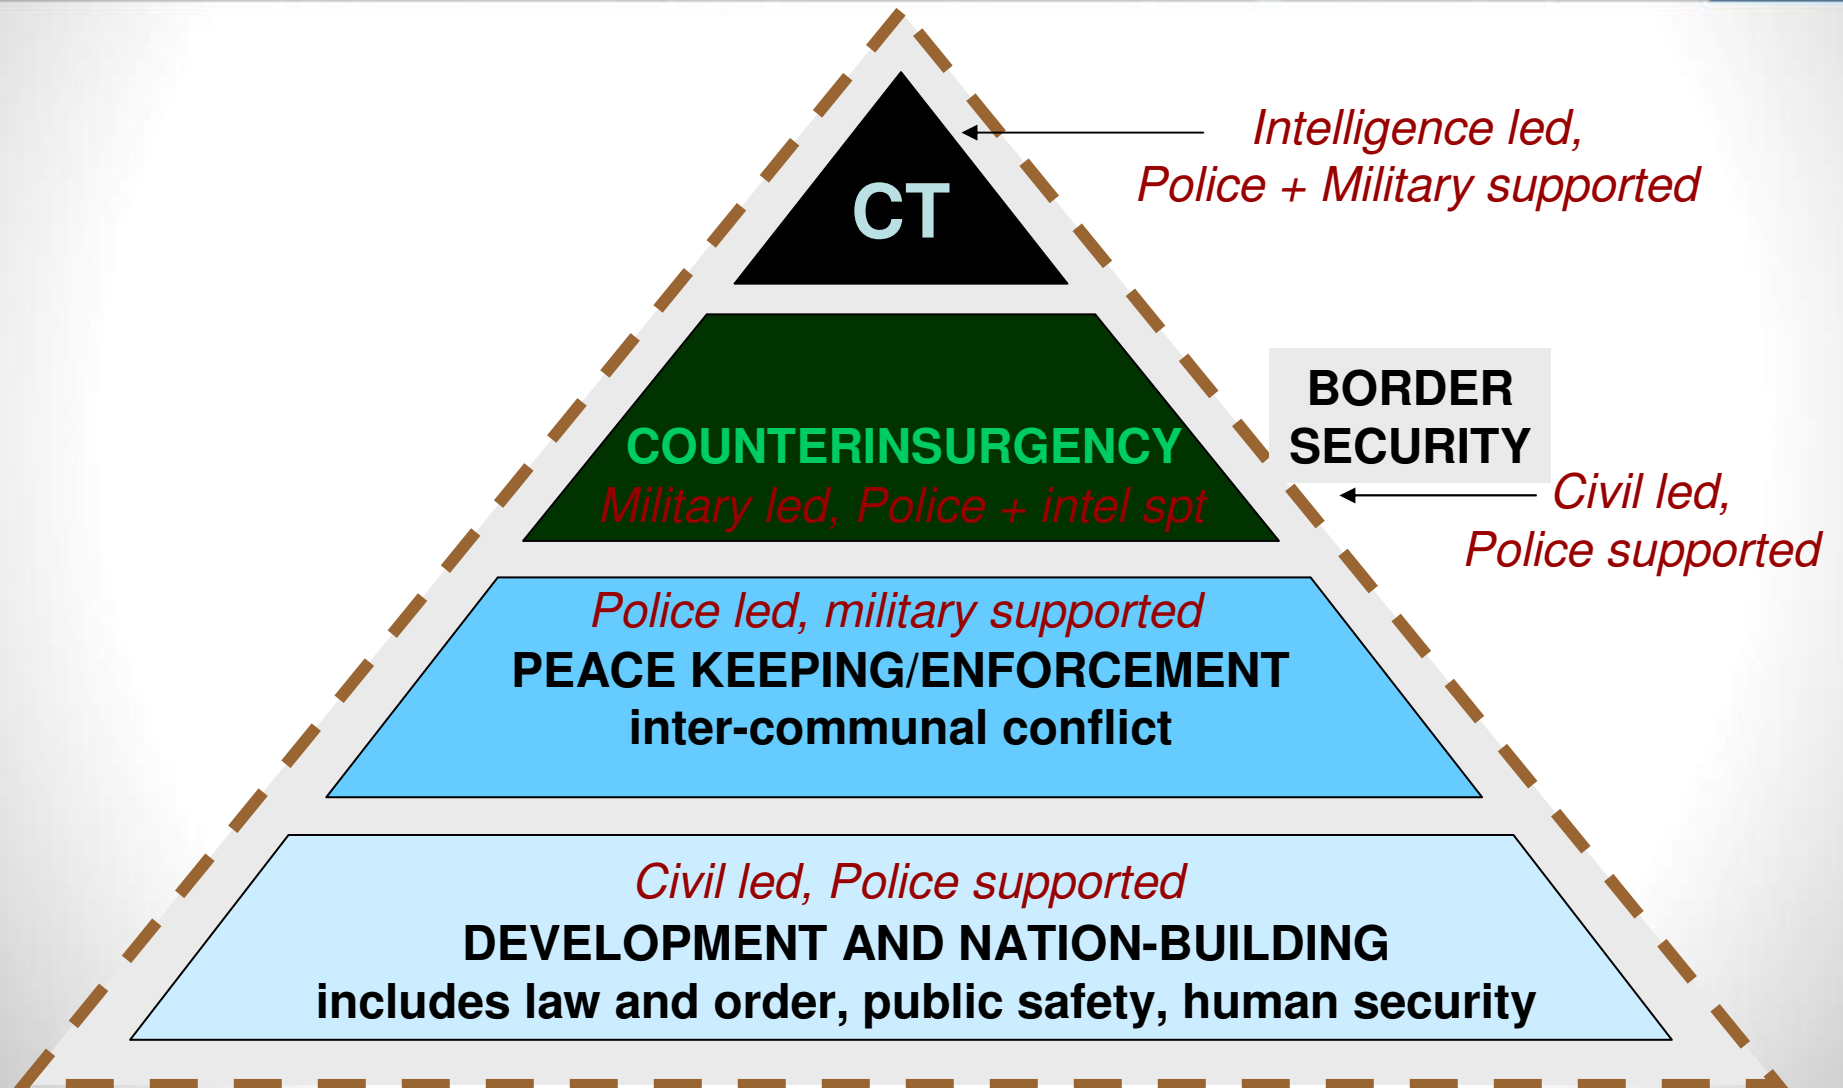 Intelligence led,
Police + Military supported
CT
BORDER
SECURITY
COUNTERINSURGENCY
Military led, Police + intel spt
Civil led,
Police supported
Police led, military supported
PEACE KEEPING/ENFORCEMENT
inter-communal conflict
Civil led, Police supported
DEVELOPMENT AND NATION-BUILDING
includes law and order, public safety, human security